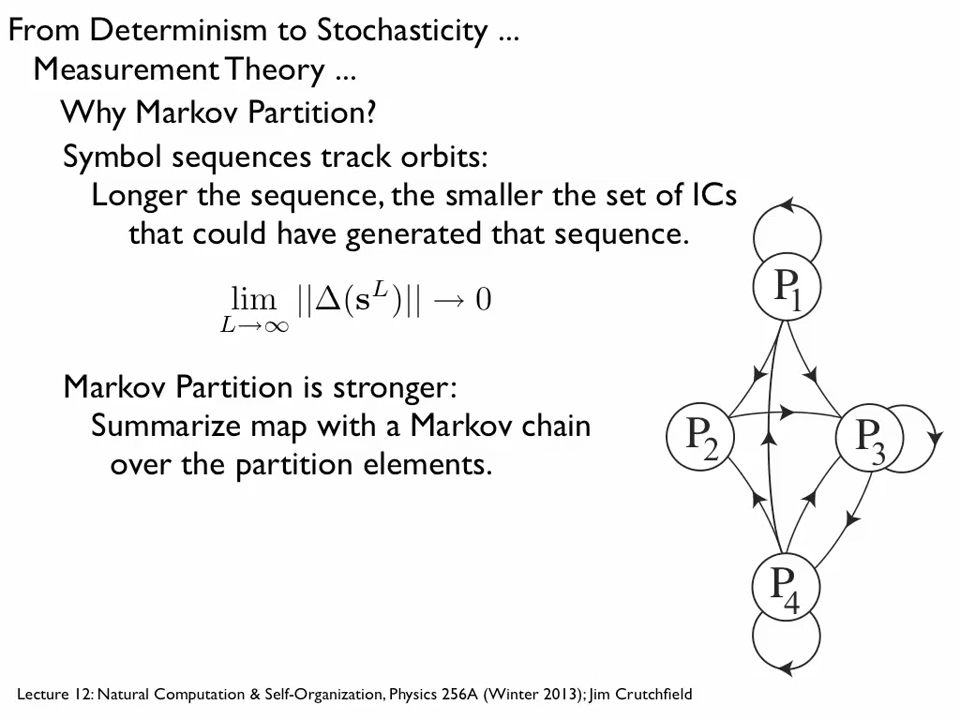 From Determinism to Stochasticity ...
Measurement Theory ...
Why Markov Partition?
Symbol sequences track orbits:
Longer the sequence, the smaller the set of ICs
that could have generated that sequence.
lim_{L→∞} ||Δ(𝐬^L)|| → 0
Markov Partition is stronger:
Summarize map with a Markov chain
over the partition elements.
P₁
P₂
P₃
P₄
Lecture 12: Natural Computation & Self-Organization, Physics 256A (Winter 2013); Jim Crutchfield